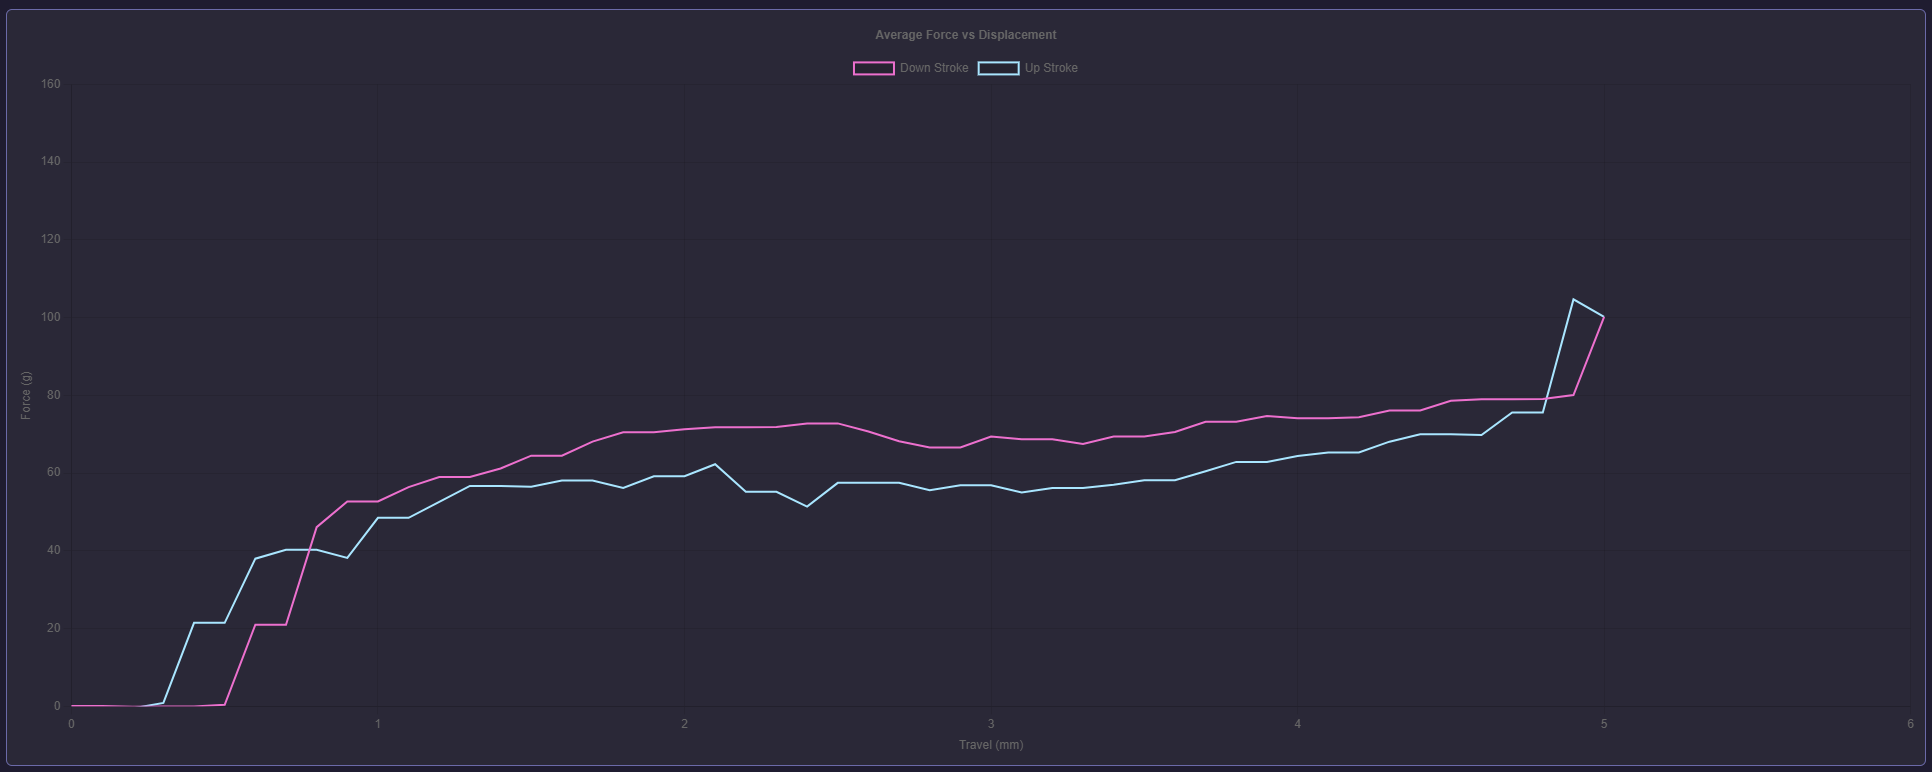 Average Force vs Displacement
Down Stroke Up Stroke
160
140
120
100
80
60
40
20
0
Force (g)
0 1 2 3 4 5 6
Travel (mm)